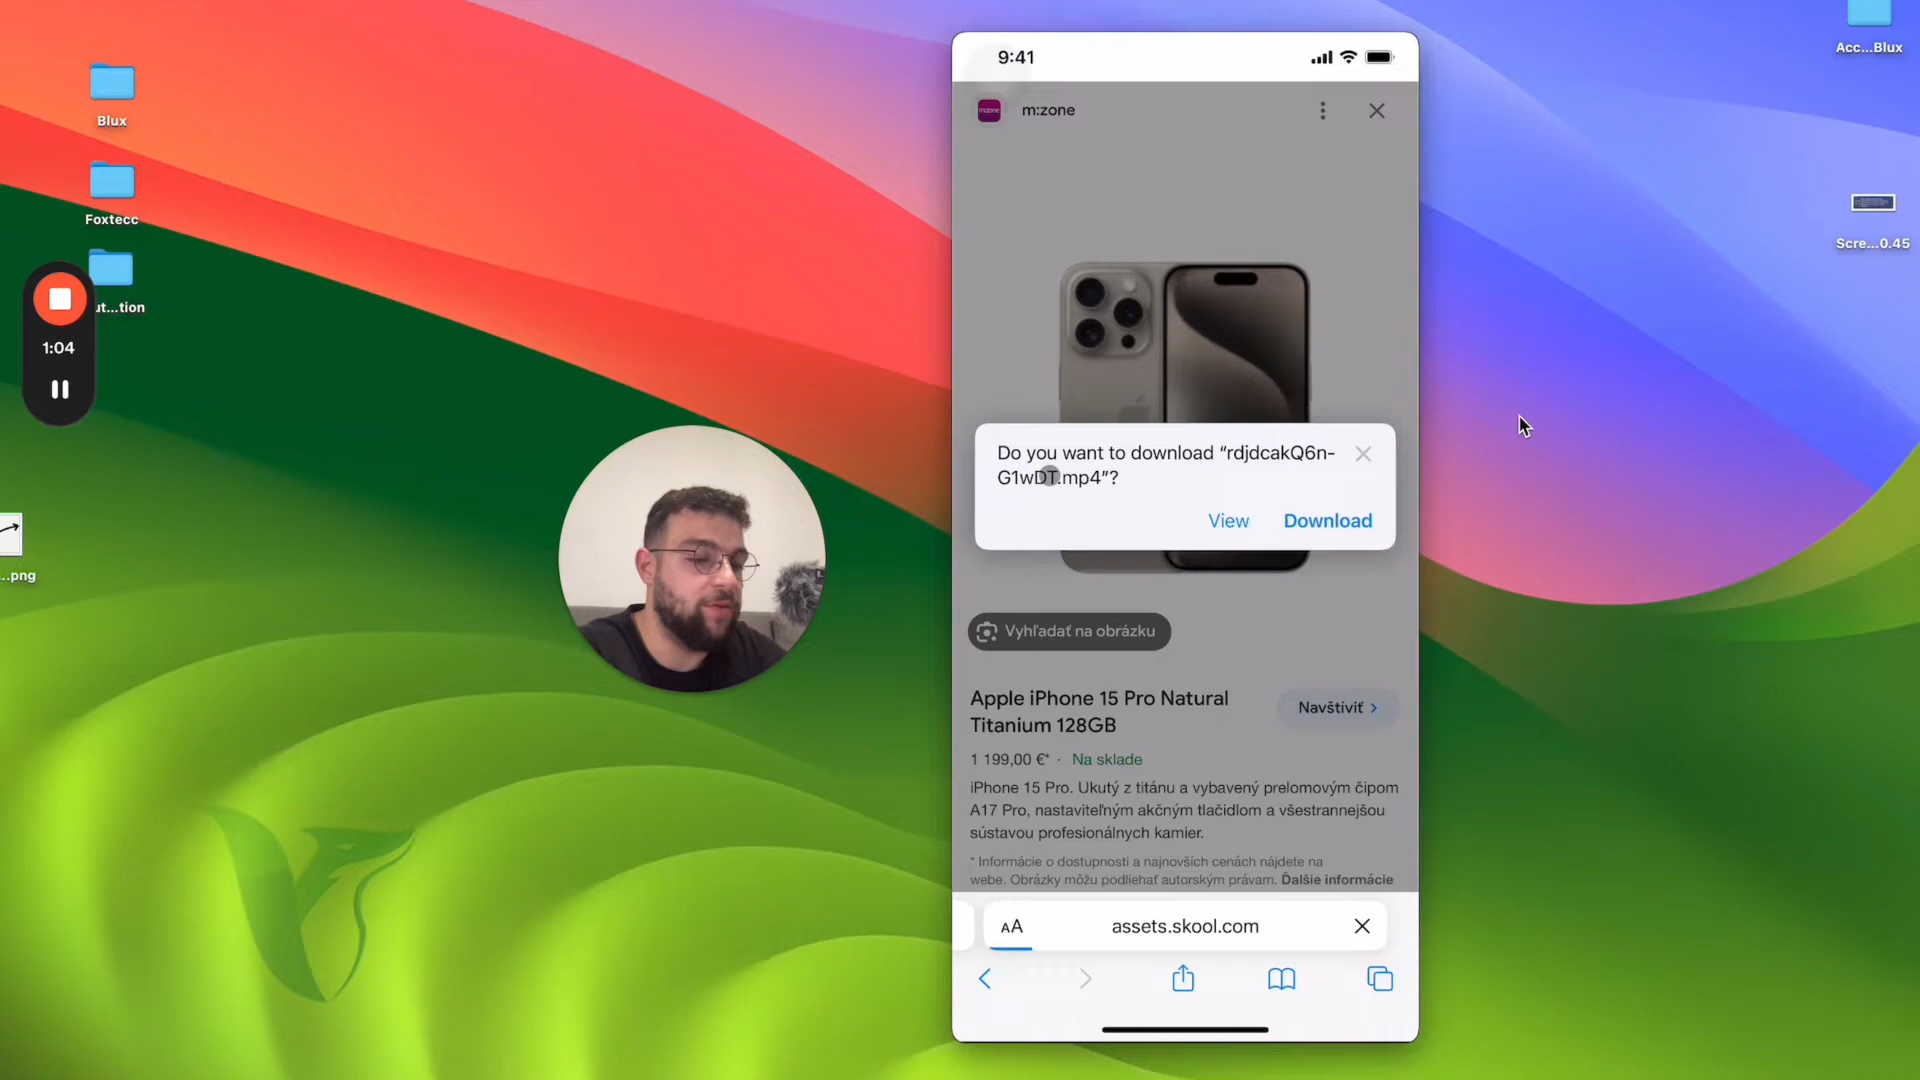 Blux
Foxtecc
ut...tion
1:04
...png
Acc...Blux
Scre...0.45
9:41
m:zone
Do you want to download “rdjdcakQ6n-
G1wDT.mp4”?
View
Download
Vyhľadať na obrázku
Apple iPhone 15 Pro Natural
Titanium 128GB
Navštíviť
1 199,00 €* · Na sklade
iPhone 15 Pro. Ukutý z titánu a vybavený prelomovým čipom
A17 Pro, nastaviteľným akčným tlačidlom a všestrannejšou
sústavou profesionálnych kamier.
* Informácie o dostupnosti a najnovších cenách nájdete na
webe. Obrázky môžu podliehať autorským právam. Ďalšie informácie
AA
assets.skool.com